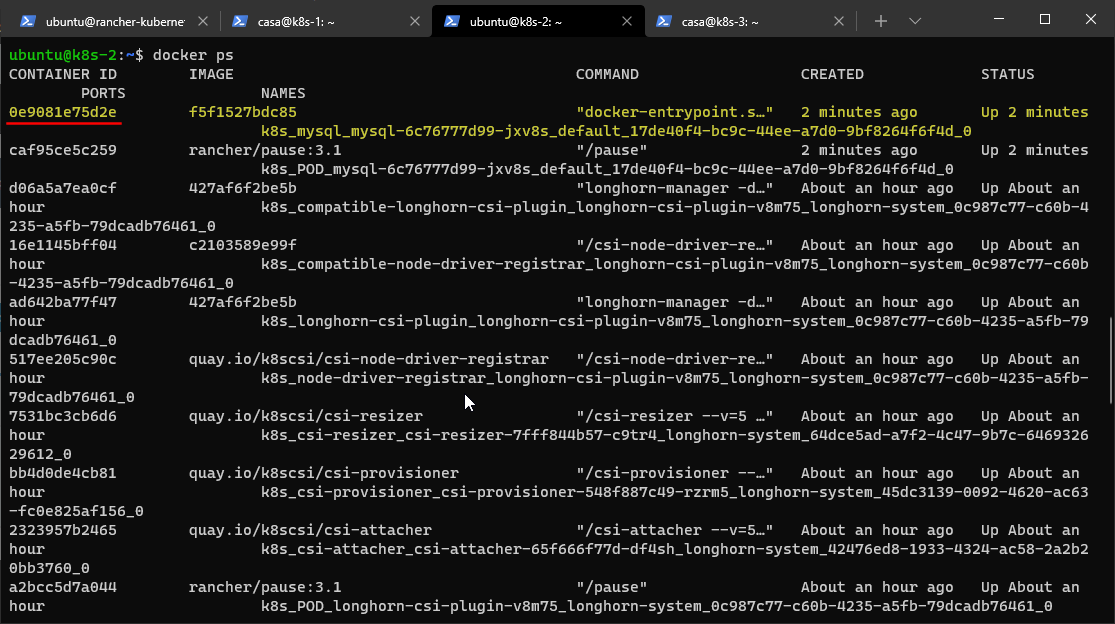 ubuntu@rancher-kubernet casa@k8s-1: ~ ubuntu@k8s-2: ~ casa@k8s-3: ~
ubuntu@k8s-2:~$ docker ps
CONTAINER ID IMAGE COMMAND CREATED STATUS
PORTS NAMES
0e9081e75d2e f5f1527bdc85 "docker-entrypoint.s…" 2 minutes ago Up 2 minutes
k8s_mysql_mysql-6c76777d99-jxv8s_default_17de40f4-bc9c-44ee-a7d0-9bf8264f6f4d_0
caf95ce5c259 rancher/pause:3.1 "/pause" 2 minutes ago Up 2 minutes
k8s_POD_mysql-6c76777d99-jxv8s_default_17de40f4-bc9c-44ee-a7d0-9bf8264f6f4d_0
d06a5a7ea0cf 427af6f2be5b "longhorn-manager -d…" About an hour ago Up About an
hour k8s_compatible-longhorn-csi-plugin_longhorn-csi-plugin-v8m75_longhorn-system_0c987c77-c60b-4
235-a5fb-79dcadb76461_0
16e1145bff04 c2103589e99f "/csi-node-driver-re…" About an hour ago Up About an
hour k8s_compatible-node-driver-registrar_longhorn-csi-plugin-v8m75_longhorn-system_0c987c77-c60b
-4235-a5fb-79dcadb76461_0
ad642ba77f47 427af6f2be5b "longhorn-manager -d…" About an hour ago Up About an
hour k8s_longhorn-csi-plugin_longhorn-csi-plugin-v8m75_longhorn-system_0c987c77-c60b-4235-a5fb-79
dcadb76461_0
517ee205c90c quay.io/k8scsi/csi-node-driver-registrar "/csi-node-driver-re…" About an hour ago Up About an
hour k8s_node-driver-registrar_longhorn-csi-plugin-v8m75_longhorn-system_0c987c77-c60b-4235-a5fb-
79dcadb76461_0
7531bc3cb6d6 quay.io/k8scsi/csi-resizer "/csi-resizer --v=5 …" About an hour ago Up About an
hour k8s_csi-resizer_csi-resizer-7fff844b57-c9tr4_longhorn-system_64dce5ad-a7f2-4c47-9b7c-6469326
29612_0
bb4d0de4cb81 quay.io/k8scsi/csi-provisioner "/csi-provisioner --…" About an hour ago Up About an
hour k8s_csi-provisioner_csi-provisioner-548f887c49-rzrm5_longhorn-system_45dc3139-0092-4620-ac63
-fc0e825af156_0
2323957b2465 quay.io/k8scsi/csi-attacher "/csi-attacher --v=5…" About an hour ago Up About an
hour k8s_csi-attacher_csi-attacher-65f666f77d-df4sh_longhorn-system_42476ed8-1933-4324-ac58-2a2b2
0bb3760_0
a2bcc5d7a044 rancher/pause:3.1 "/pause" About an hour ago Up About an
hour k8s_POD_longhorn-csi-plugin-v8m75_longhorn-system_0c987c77-c60b-4235-a5fb-79dcadb76461_0